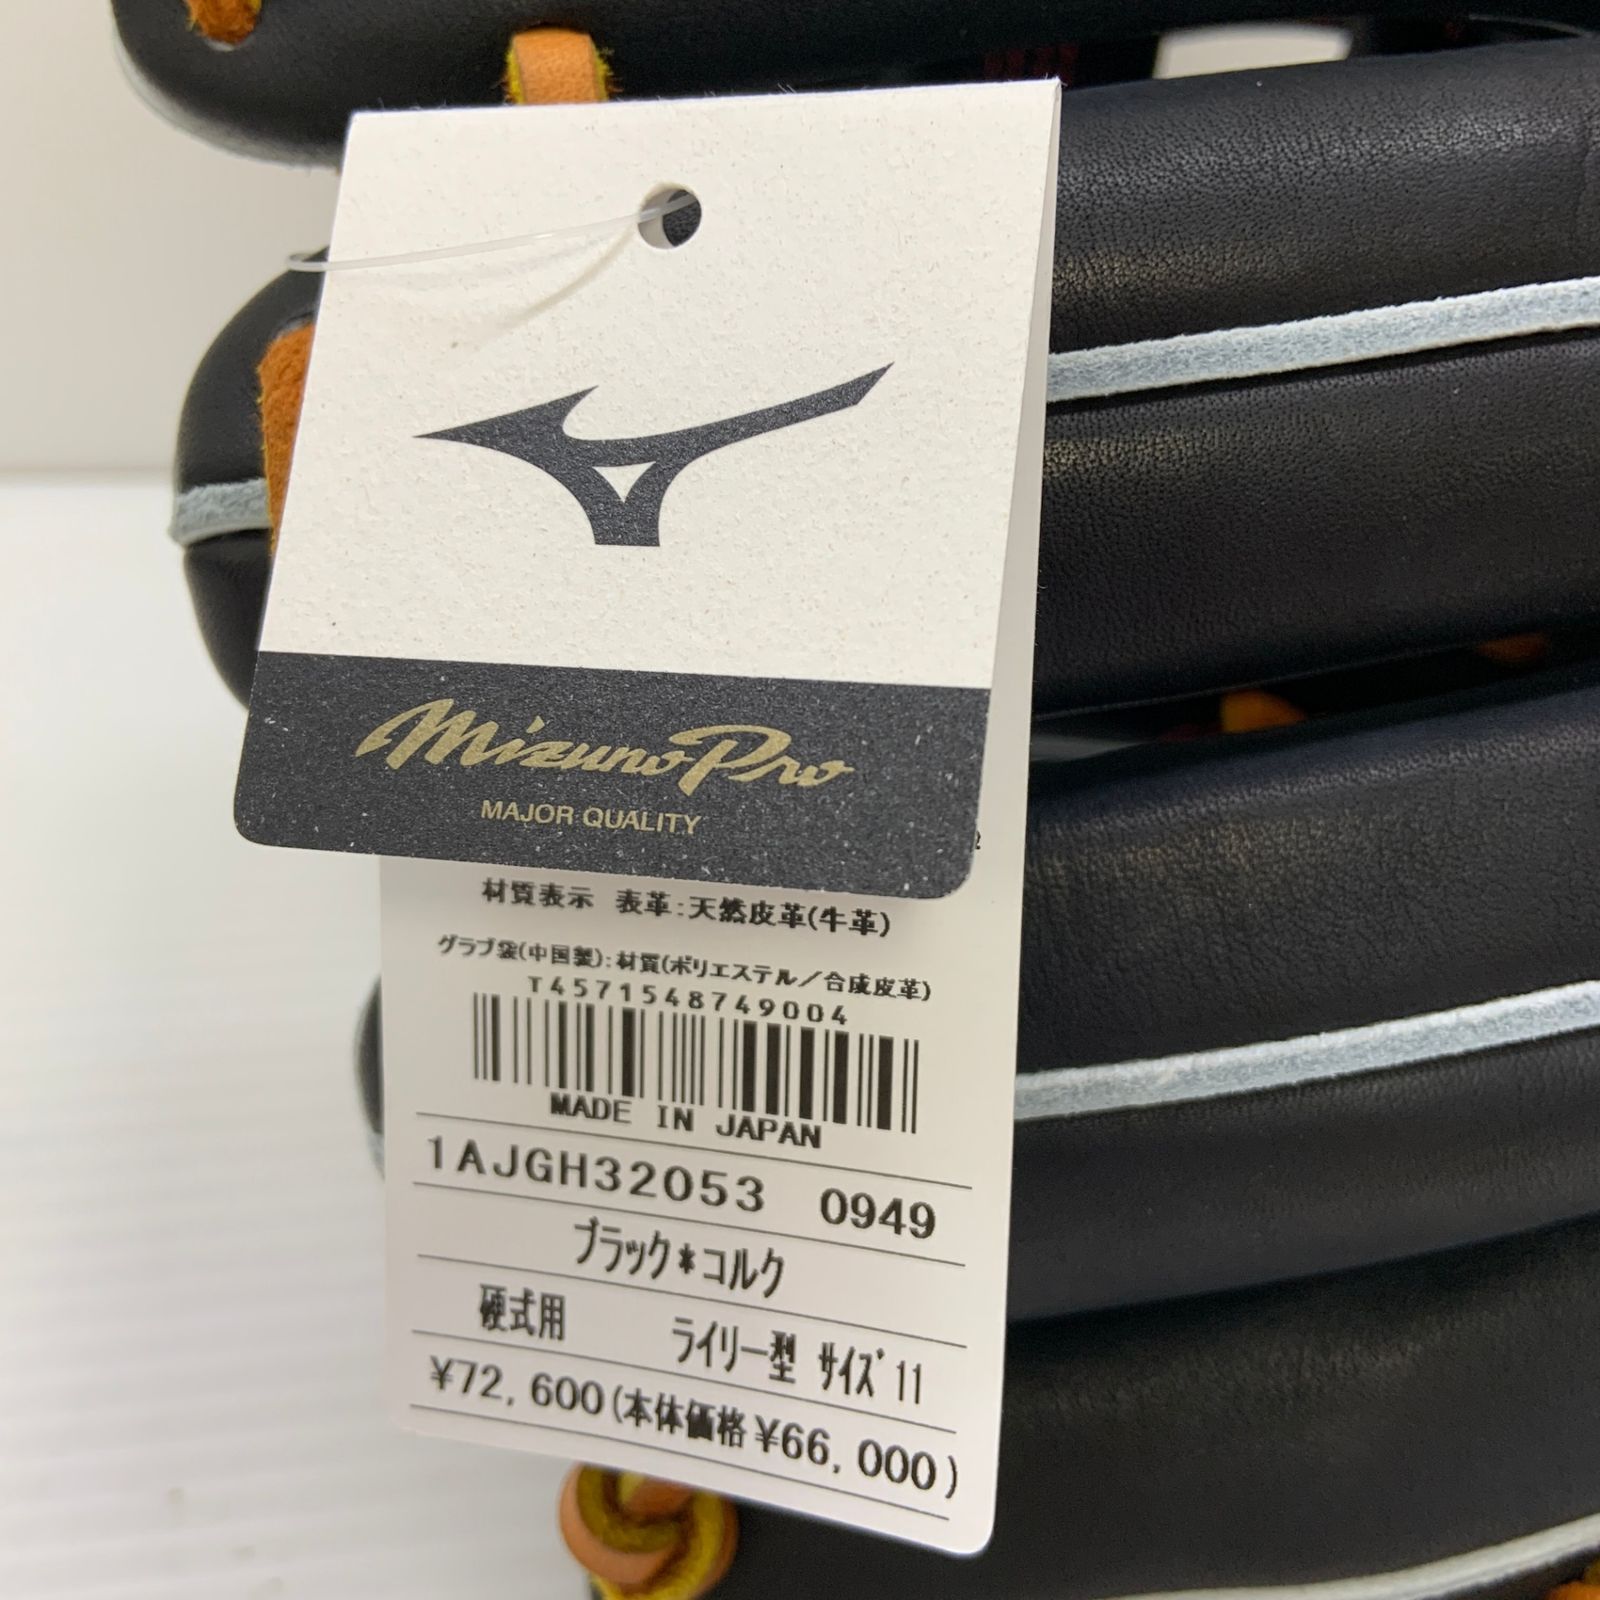 Mizuno Pro
MAJOR QUALITY
材質表示 表革:天然皮革(牛革)
グラブ袋(中国製):材質(ポリエステル/合成皮革)
T4571548749004
MADE IN JAPAN
1AJGH32053 0949
ブラック*コルク
硬式用 ライリー型 サイズ11
¥72,600(本体価格¥66,000)